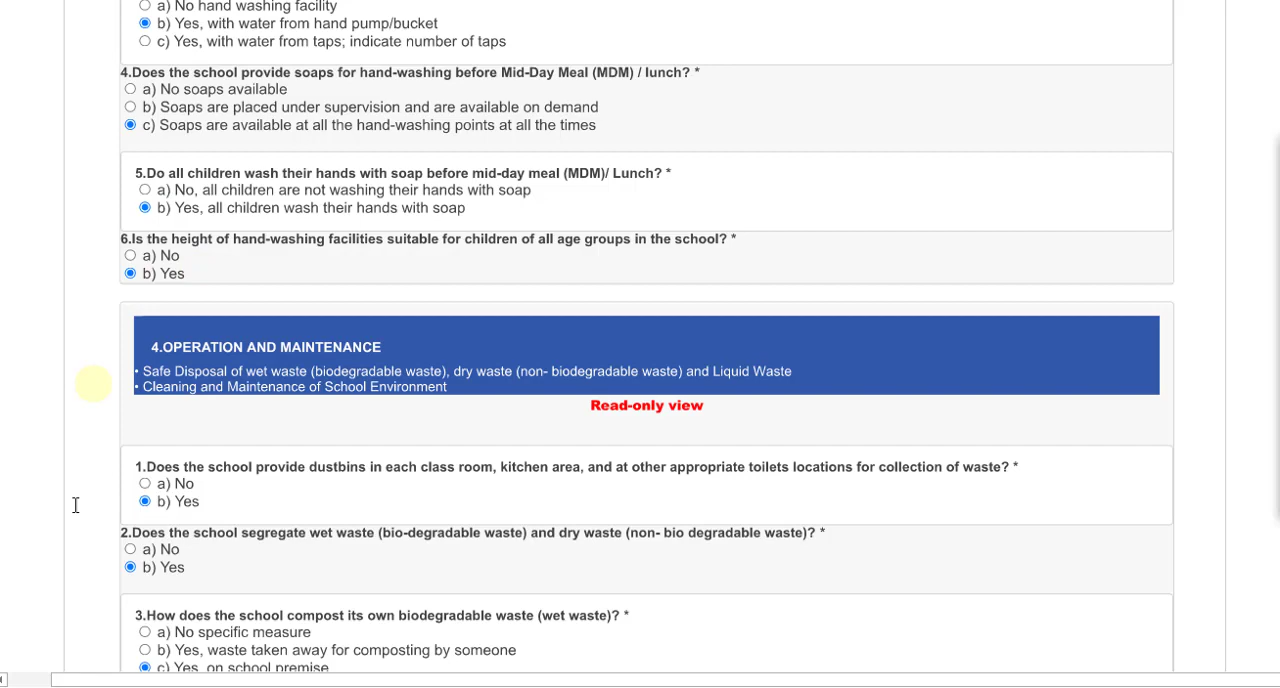 a) No hand washing facility
b) Yes, with water from hand pump/bucket
c) Yes, with water from taps; indicate number of taps
4.Does the school provide soaps for hand-washing before Mid-Day Meal (MDM) / lunch? *
a) No soaps available
b) Soaps are placed under supervision and are available on demand
c) Soaps are available at all the hand-washing points at all the times
5.Do all children wash their hands with soap before mid-day meal (MDM)/ Lunch? *
a) No, all children are not washing their hands with soap
b) Yes, all children wash their hands with soap
6.Is the height of hand-washing facilities suitable for children of all age groups in the school? *
a) No
b) Yes
4.OPERATION AND MAINTENANCE
• Safe Disposal of wet waste (biodegradable waste), dry waste (non- biodegradable waste) and Liquid Waste
• Cleaning and Maintenance of School Environment
Read-only view
1.Does the school provide dustbins in each class room, kitchen area, and at other appropriate toilets locations for collection of waste? *
a) No
b) Yes
2.Does the school segregate wet waste (bio-degradable waste) and dry waste (non- bio degradable waste)? *
a) No
b) Yes
3.How does the school compost its own biodegradable waste (wet waste)? *
a) No specific measure
b) Yes, waste taken away for composting by someone
c) Yes, on school premise